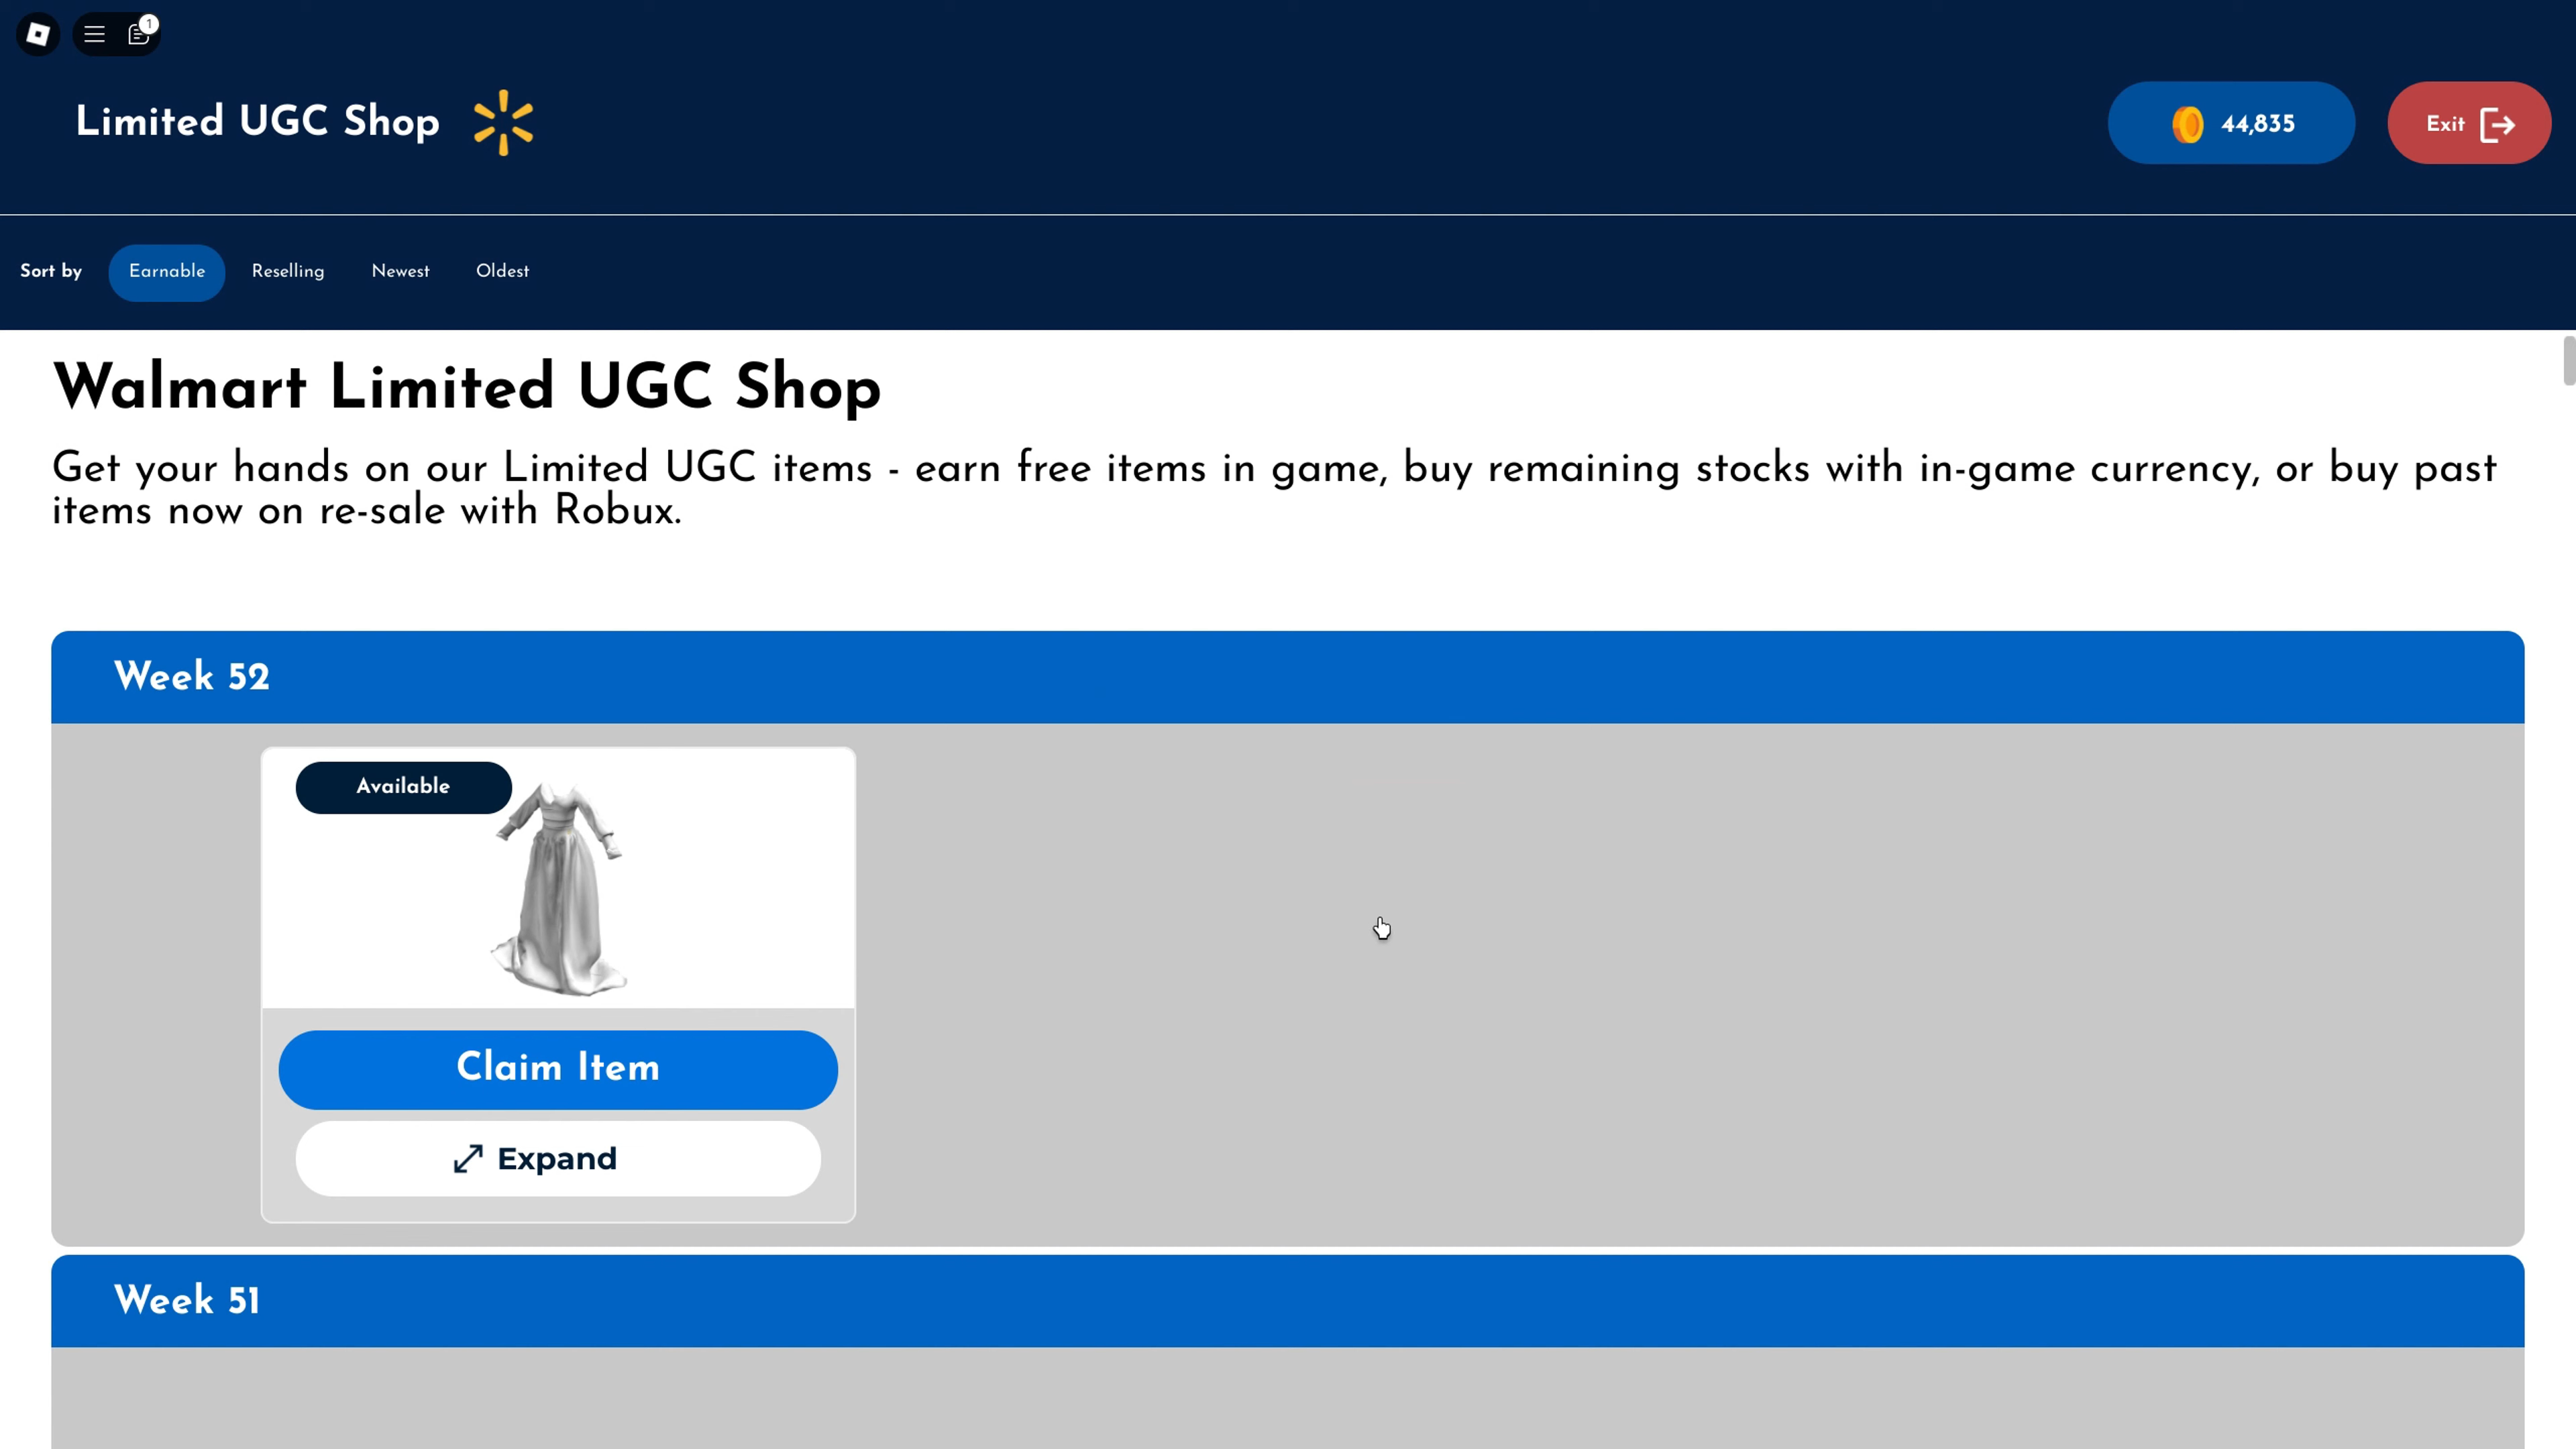 1
Limited UGC Shop
44,835
Exit
Sort by
Earnable
Reselling
Newest
Oldest
Walmart Limited UGC Shop
Get your hands on our Limited UGC items - earn free items in game, buy remaining stocks with in-game currency, or buy past
items now on re-sale with Robux.
Week 52
Available
Claim Item
Expand
Week 51